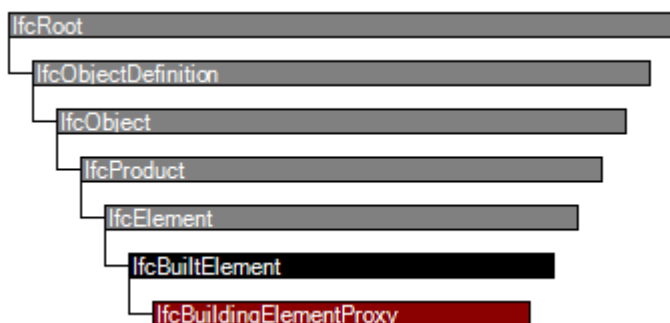 IfcRoot
IfcObjectDefinition
IfcObject
IfcProduct
IfcElement
IfcBuiltElement
IfcBuildingElementProxy